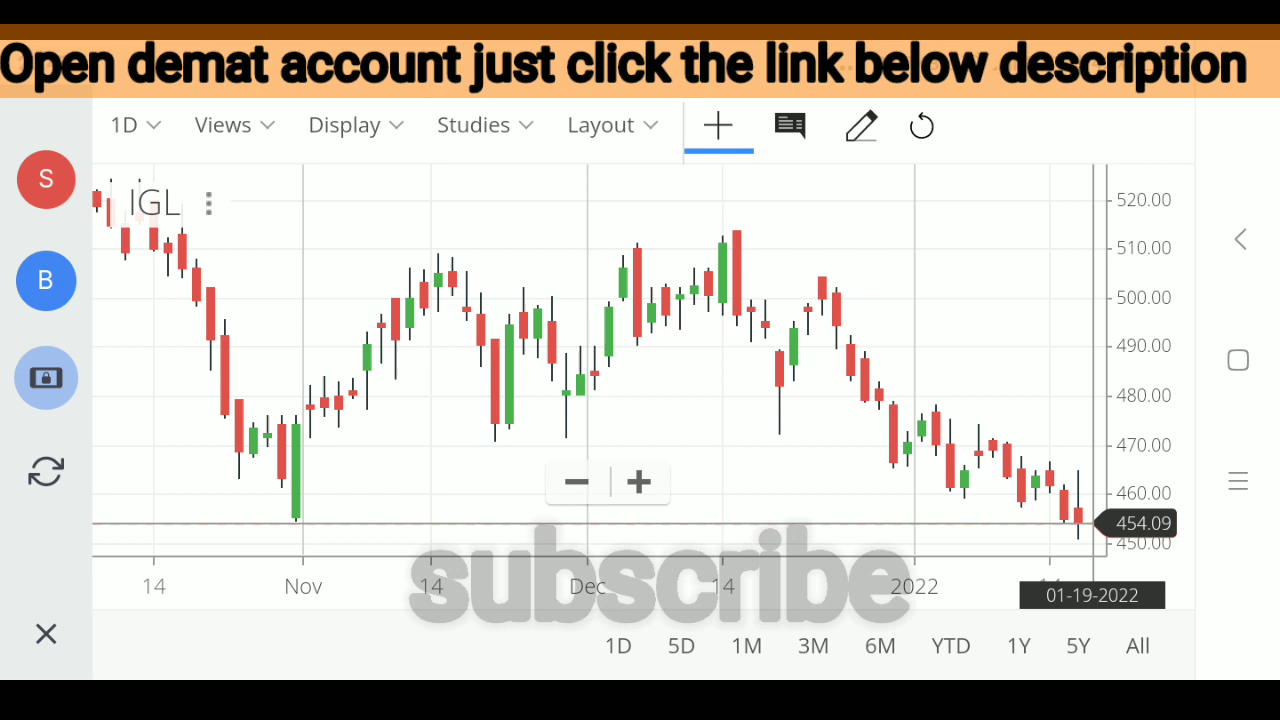 Open demat account just click the link below description
1D Views Display Studies Layout
S
IGL
520.00
510.00
B
500.00
490.00
480.00
470.00
460.00
454.09
450.00
subscribe
14 Nov 14 Dec 14 2022 14
01-19-2022
1D 5D 1M 3M 6M YTD 1Y 5Y All